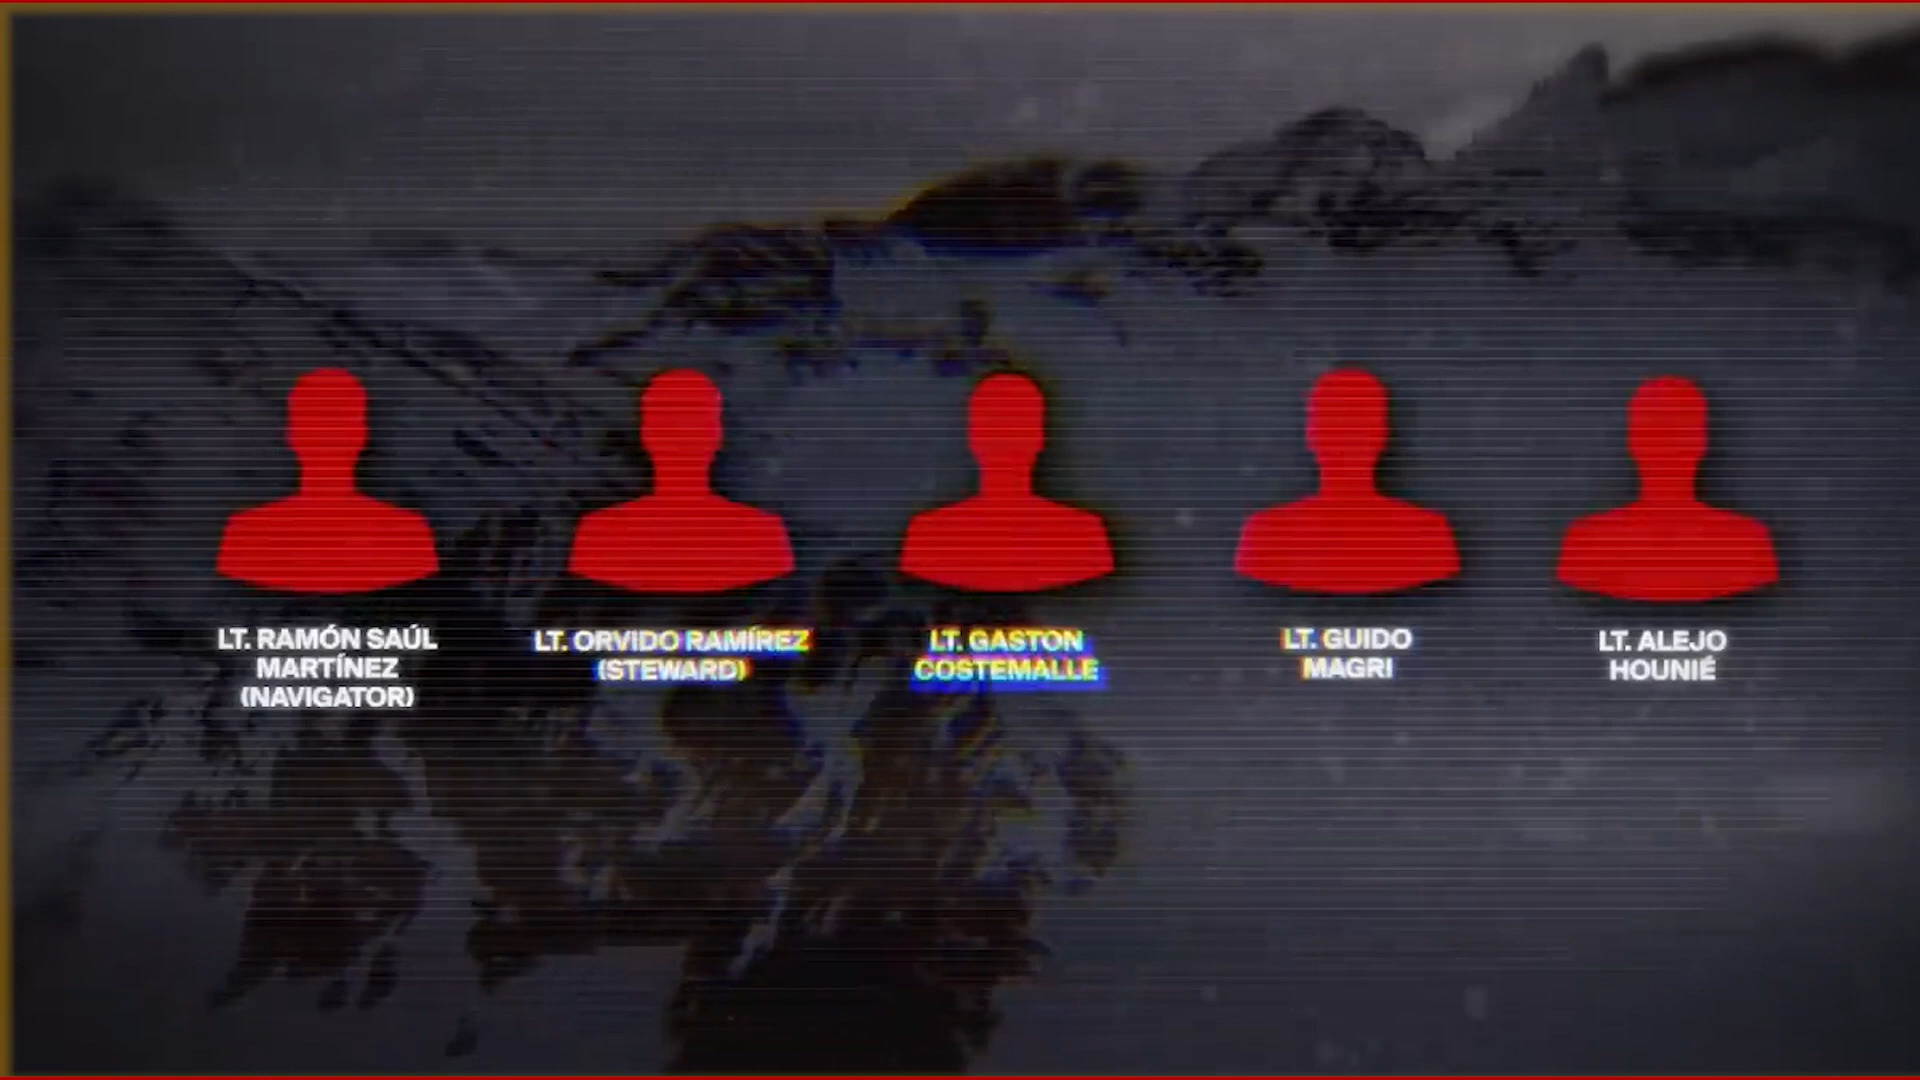 LT. RAMÓN SAÚL
MARTÍNEZ
(NAVIGATOR)
LT. ORVIDO RAMÍREZ
(STEWARD)
LT. GASTON
COSTEMALLE
LT. GUIDO
MAGRI
LT. ALEJO
HOUNIÉ